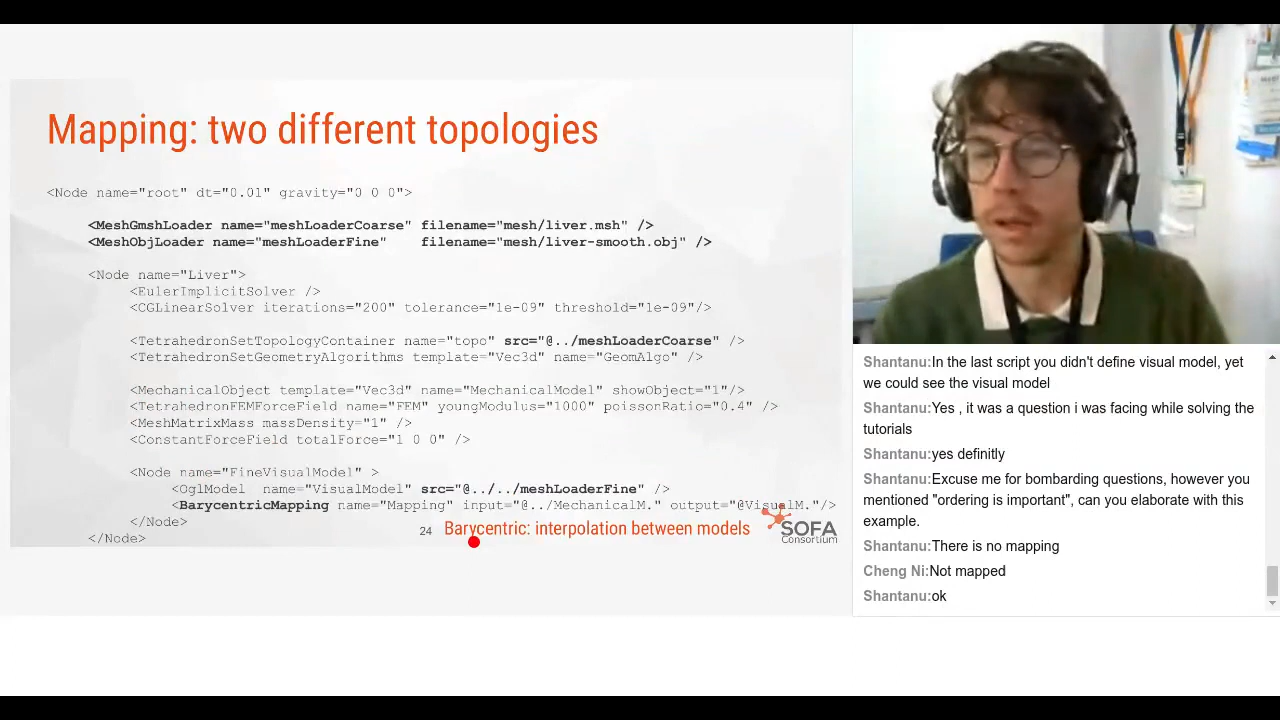 Mapping: two different topologies
<Node name="root" dt="0.01" gravity="0 0 0">
<MeshGmshLoader name="meshLoaderCoarse" filename="mesh/liver.msh" />
<MeshObjLoader name="meshLoaderFine" filename="mesh/liver-smooth.obj" />
<Node name="Liver">
<EulerImplicitSolver />
<CGLinearSolver iterations="200" tolerance="1e-09" threshold="1e-09"/>
<TetrahedronSetTopologyContainer name="topo" src="@../meshLoaderCoarse" />
<TetrahedronSetGeometryAlgorithms template="Vec3d" name="GeomAlgo" />
<MechanicalObject template="Vec3d" name="MechanicalModel" showObject="1"/>
<TetrahedronFEMForceField name="FEM" youngModulus="1000" poissonRatio="0.4" />
<MeshMatrixMass massDensity="1" />
<ConstantForceField totalForce="1 0 0" />
<Node name="FineVisualModel" >
<OglModel name="VisualModel" src="@../../meshLoaderFine" />
<BarycentricMapping name="Mapping" input="@../MechanicalM." output="@VisualM."/>
</Node>
</Node>
24 Barycentric: interpolation between models
SOFA
Consortium
Shantanu:In the last script you didn't define visual model, yet
we could see the visual model
Shantanu:Yes , it was a question i was facing while solving the
tutorials
Shantanu:yes definitly
Shantanu:Excuse me for bombarding questions, however you
mentioned "ordering is important", can you elaborate with this
example.
Shantanu:There is no mapping
Cheng Ni:Not mapped
Shantanu:ok